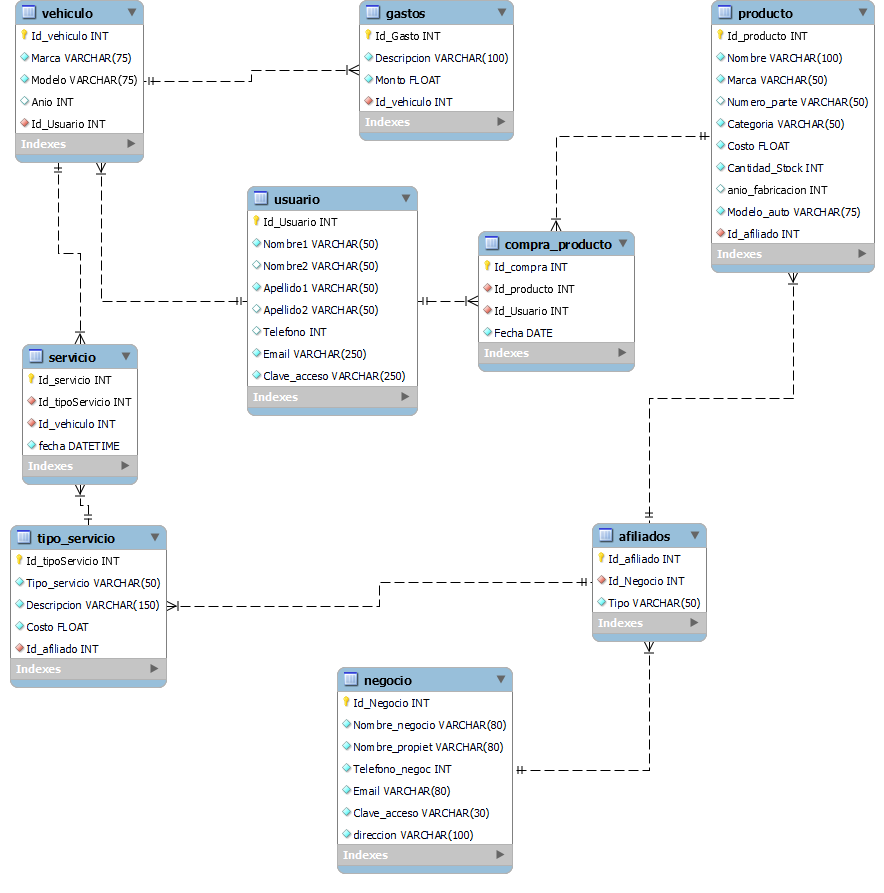 vehiculo
Id_vehiculo INT
Marca VARCHAR(75)
Modelo VARCHAR(75)
Anio INT
Id_Usuario INT
Indexes
gastos
Id_Gasto INT
Descripcion VARCHAR(100)
Monto FLOAT
Id_vehiculo INT
Indexes
producto
Id_producto INT
Nombre VARCHAR(100)
Marca VARCHAR(50)
Numero_parte VARCHAR(50)
Categoria VARCHAR(50)
Costo FLOAT
Cantidad_Stock INT
anio_fabricacion INT
Modelo_auto VARCHAR(75)
Id_afiliado INT
Indexes
usuario
Id_Usuario INT
Nombre1 VARCHAR(50)
Nombre2 VARCHAR(50)
Apellido1 VARCHAR(50)
Apellido2 VARCHAR(50)
Telefono INT
Email VARCHAR(250)
Clave_acceso VARCHAR(250)
Indexes
compra_producto
Id_compra INT
Id_producto INT
Id_Usuario INT
Fecha DATE
Indexes
servicio
Id_servicio INT
Id_tipoServicio INT
Id_vehiculo INT
fecha DATETIME
Indexes
tipo_servicio
Id_tipoServicio INT
Tipo_servicio VARCHAR(50)
Descripcion VARCHAR(150)
Costo FLOAT
Id_afiliado INT
Indexes
afiliados
Id_afiliado INT
Id_Negocio INT
Tipo VARCHAR(50)
Indexes
negocio
Id_Negocio INT
Nombre_negocio VARCHAR(80)
Nombre_propiet VARCHAR(80)
Telefono_negoc INT
Email VARCHAR(80)
Clave_acceso VARCHAR(30)
direccion VARCHAR(100)
Indexes